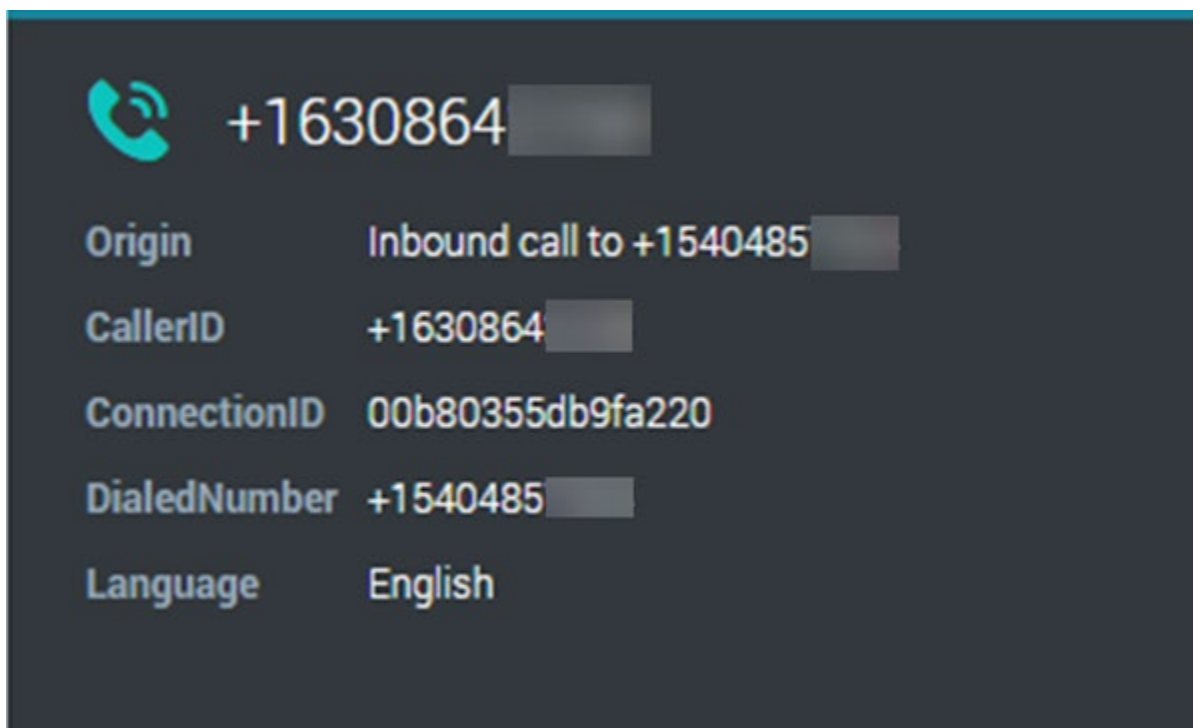 +1630864
Origin Inbound call to +1540485
CallerID +1630864
ConnectionID 00b80355db9fa220
DialedNumber +1540485
Language English